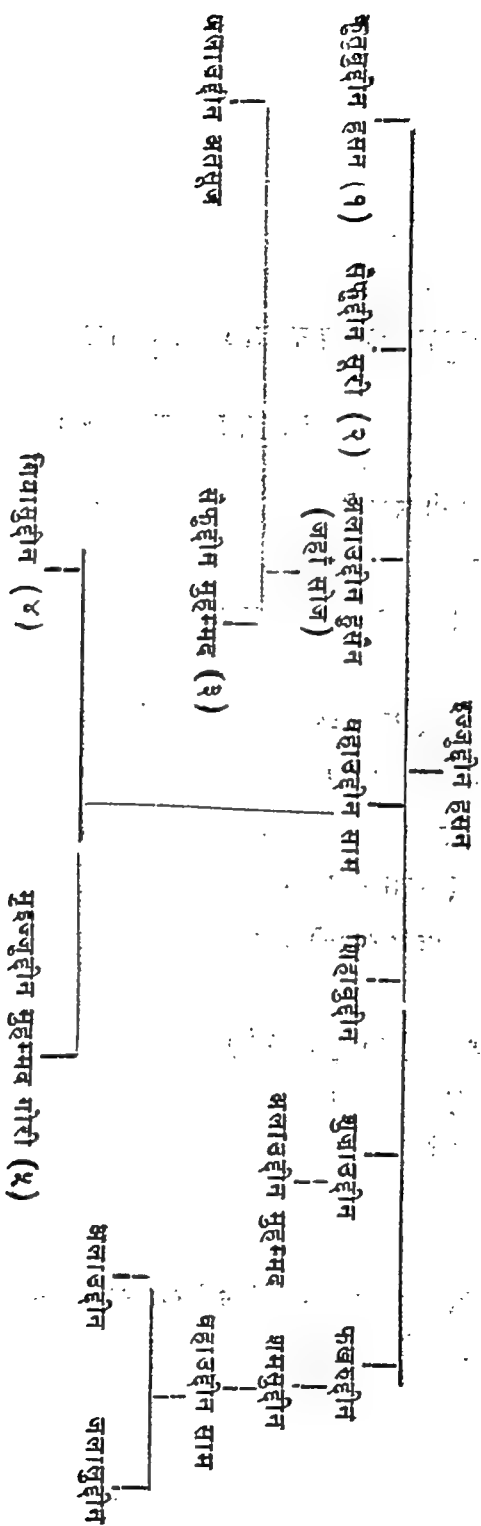 इज्जुद्दीन हसन
कुतुबुद्दीन हसन (१)
सैफुद्दीन सूरी (२)
अलाउद्दीन हुसैन
(जहाँ सोज)
बहाउद्दीन साम
शिहाबुद्दीन
शुजाउद्दीन
फखरुद्दीन
जलाउद्दीन अतसूज
सैफुद्दीन मुहम्मद (३)
अलाउद्दीन मुहम्मद
शमसुद्दीन
बहाउद्दीन साम
गियासुद्दीन (४)
मुइज्जुद्दीन मुहम्मद गोरी (५)
अलाउद्दीन
जलालुद्दीन